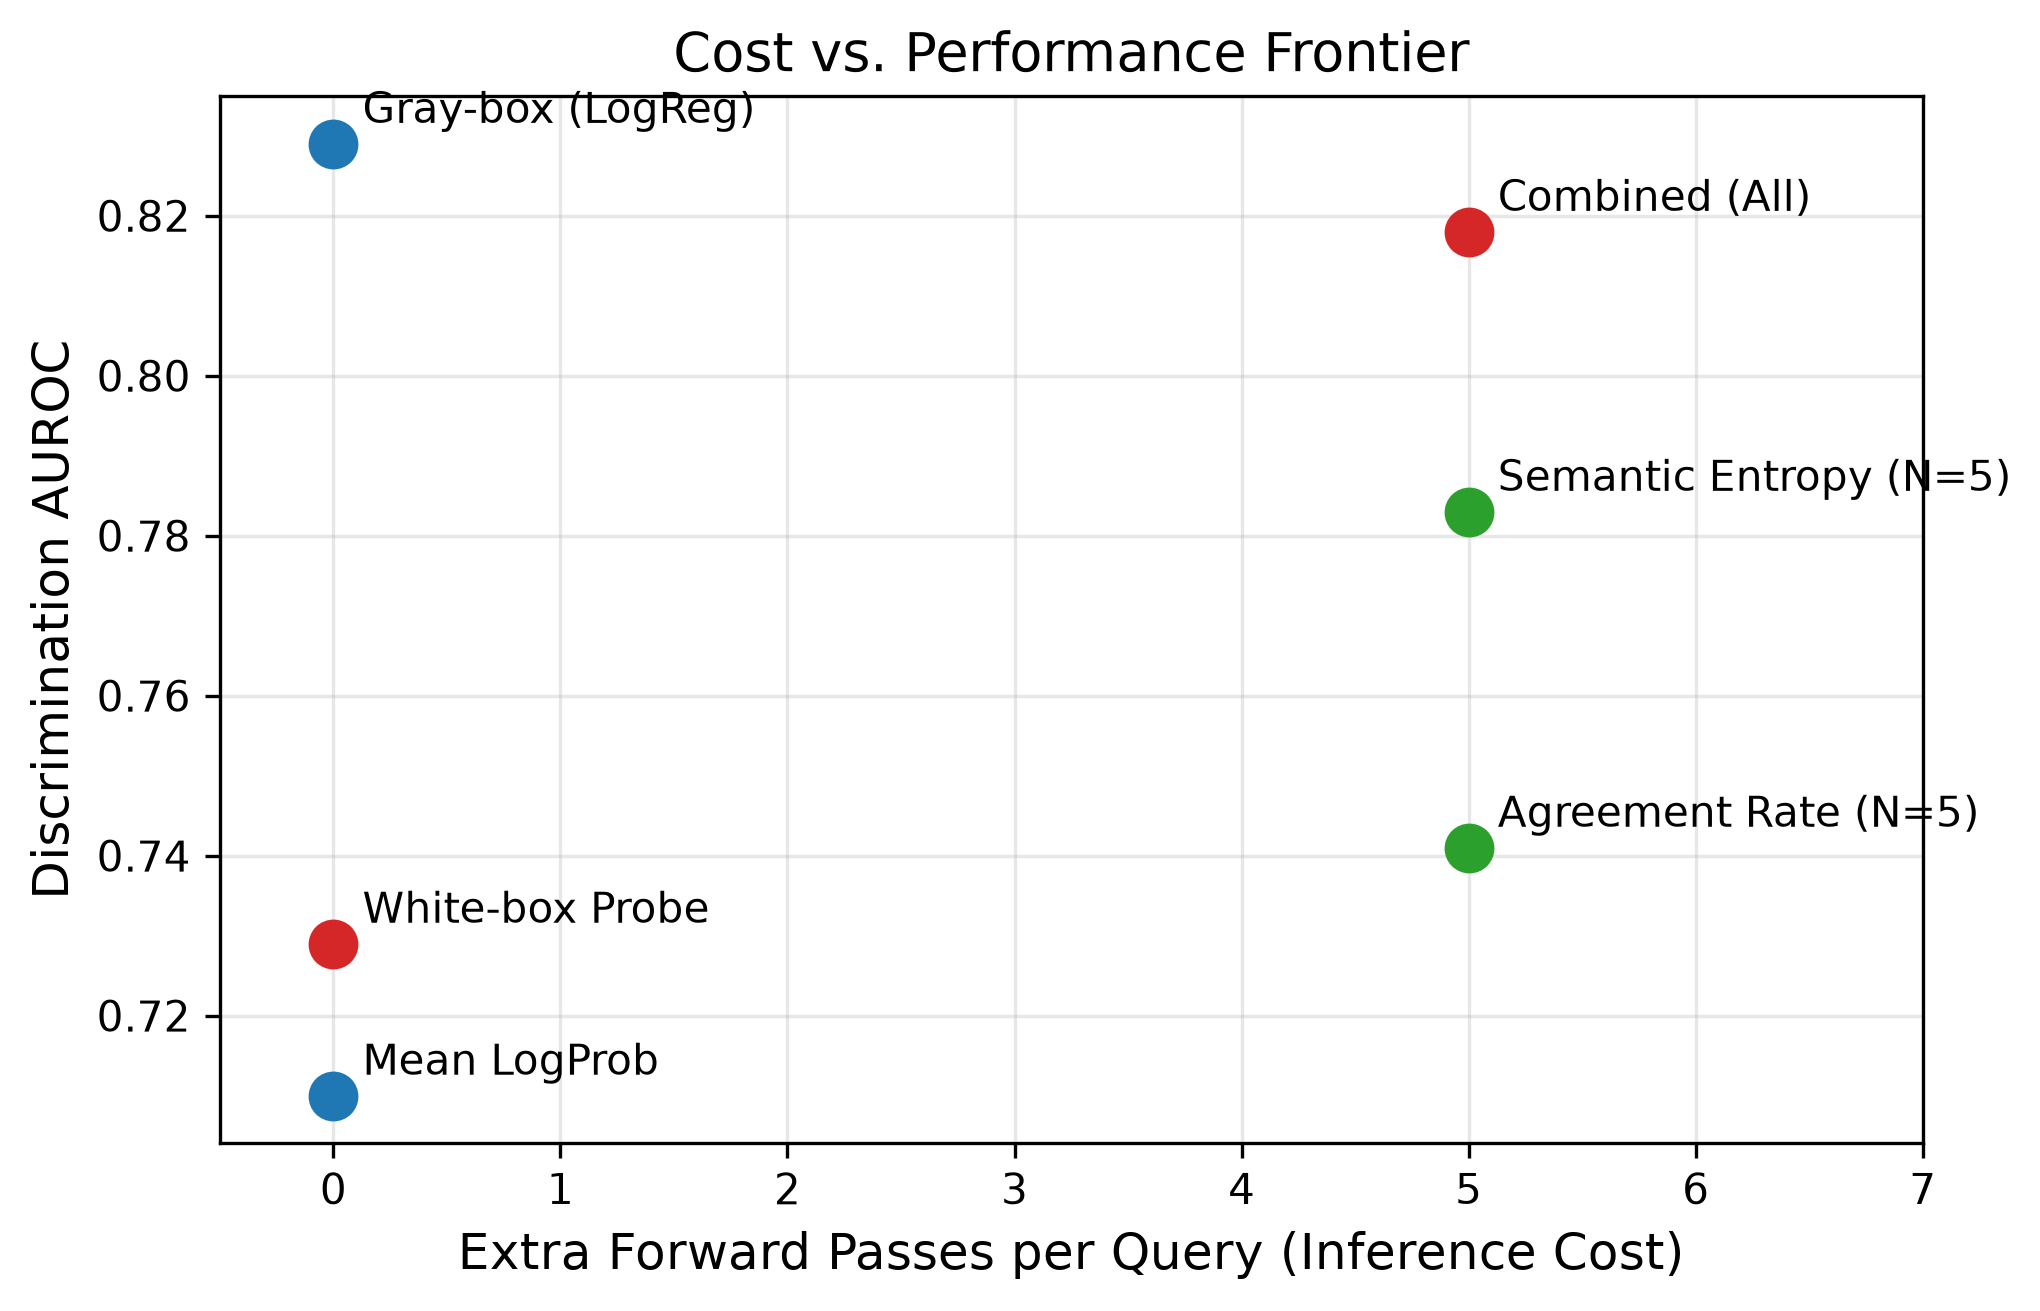 Cost vs. Performance Frontier
Gray-box (LogReg)
Combined (All)
Semantic Entropy (N=5)
Agreement Rate (N=5)
White-box Probe
Mean LogProb
Discrimination AUROC
0.82
0.80
0.78
0.76
0.74
0.72
0 1 2 3 4 5 6 7
Extra Forward Passes per Query (Inference Cost)